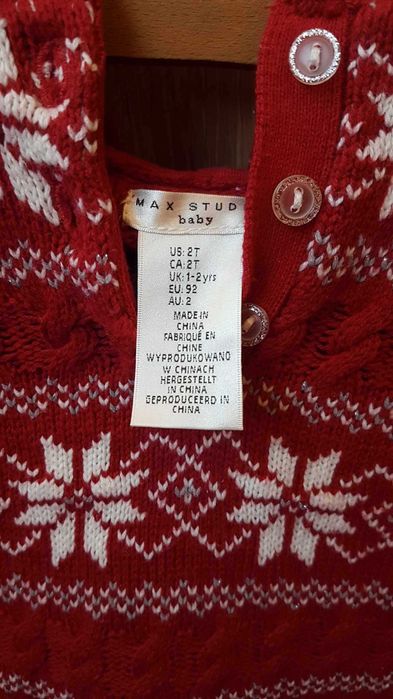 MAX STUD
baby
US: 2T
CA: 2T
UK: 1-2yrs
EU: 92
AU: 2
MADE IN
CHINA
FABRIQUÉ EN
CHINE
WYPRODUKOWANO
W CHINACH
HERGESTELLT
IN CHINA
GEPRODUCEERD IN
CHINA